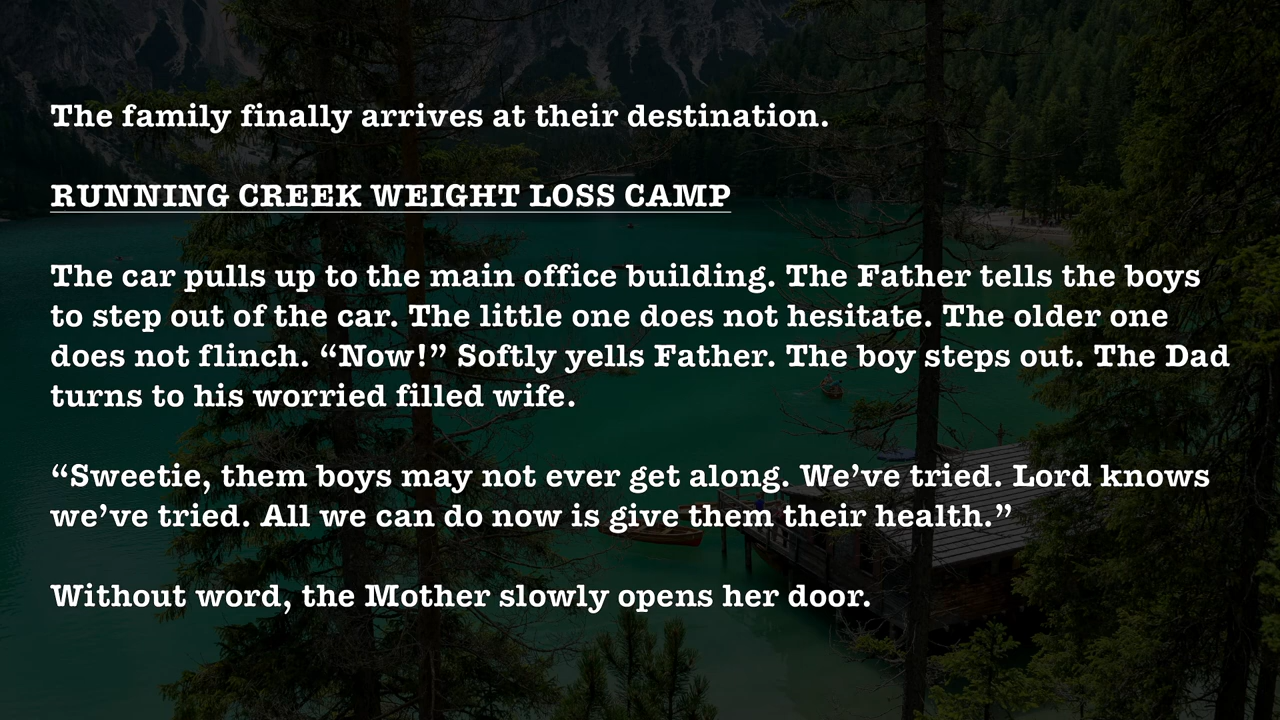 The family finally arrives at their destination.
RUNNING CREEK WEIGHT LOSS CAMP
The car pulls up to the main office building. The Father tells the boys
to step out of the car. The little one does not hesitate. The older one
does not flinch. “Now!” Softly yells Father. The boy steps out. The Dad
turns to his worried filled wife.
“Sweetie, them boys may not ever get along. We’ve tried. Lord knows
we’ve tried. All we can do now is give them their health.”
Without word, the Mother slowly opens her door.